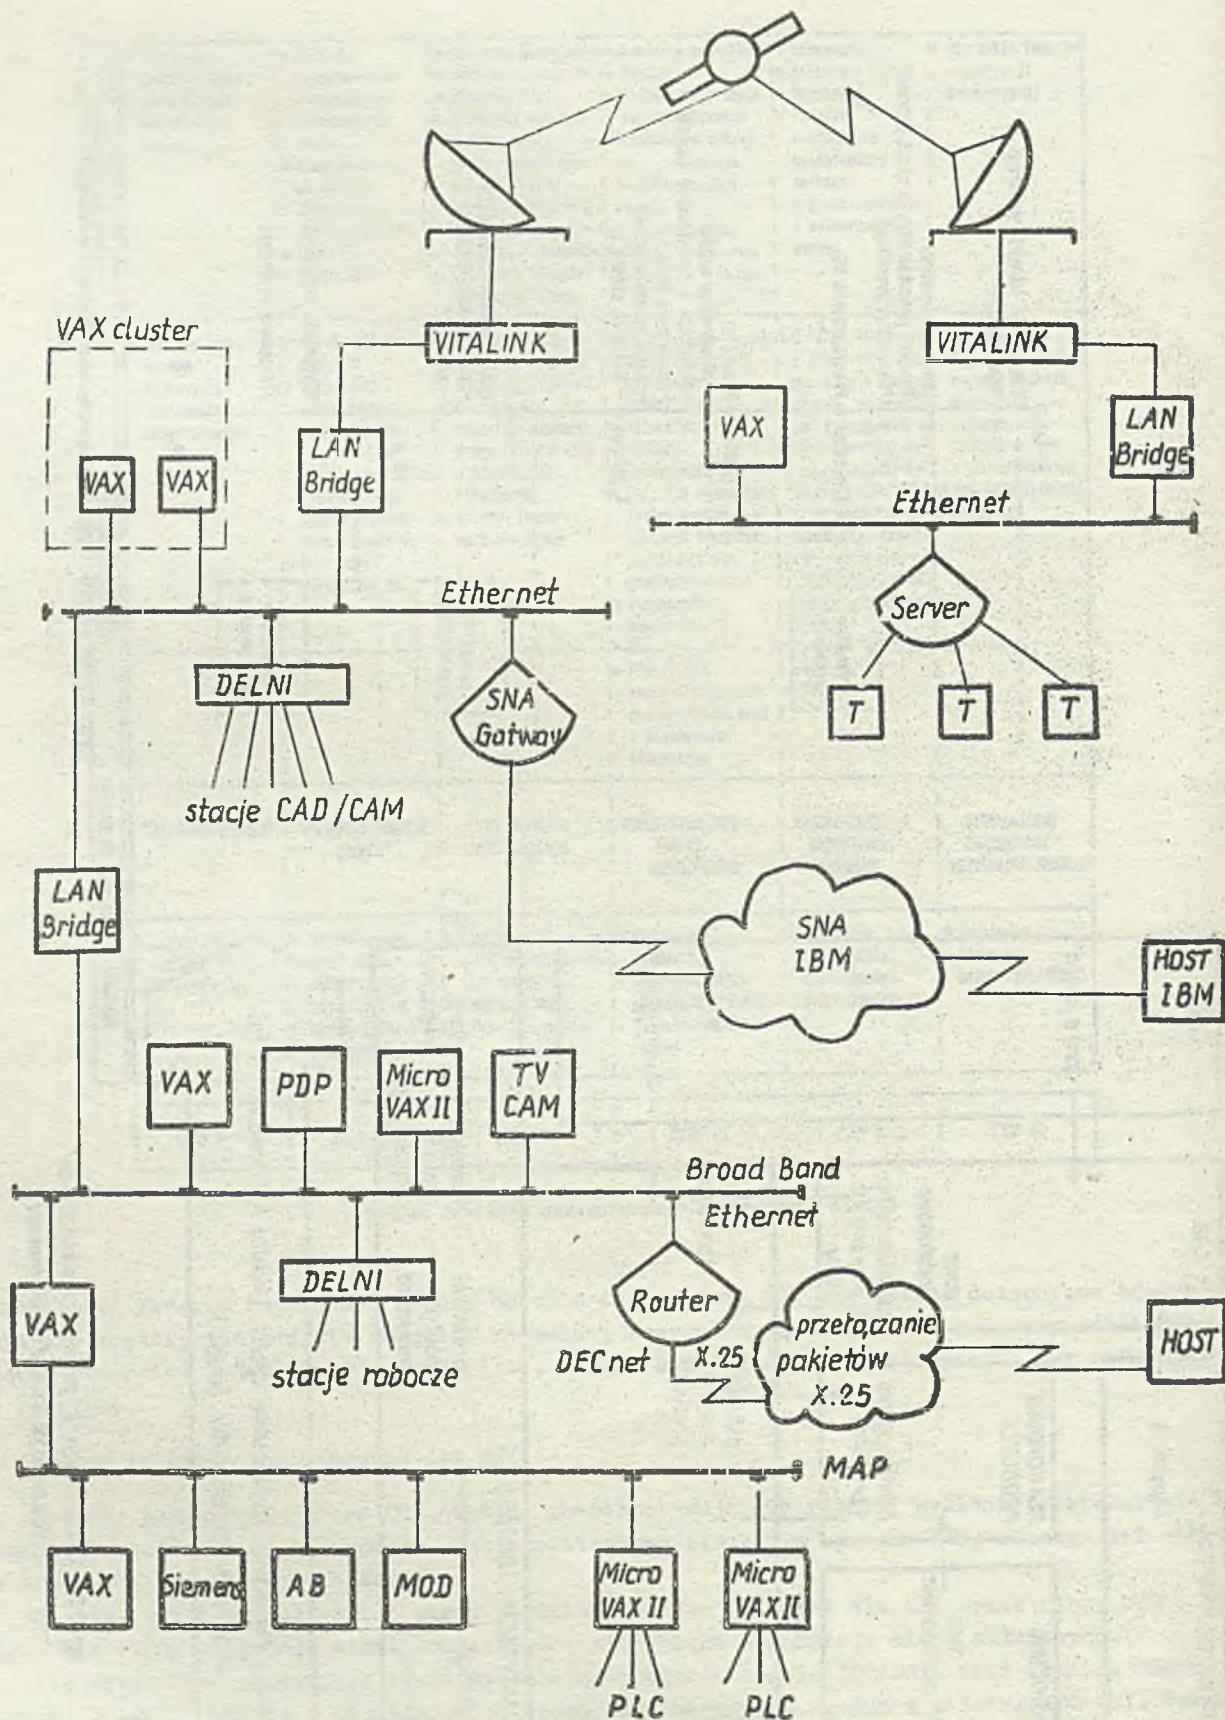 VAX cluster
VITALINK
VITALINK
VAX
LAN
Bridge
LAN
Bridge
VAX
VAX
Ethernet
Ethernet
Server
T
T
T
DELNI
SNA
Gatway
stacje CAD/CAM
LAN
Bridge
SNA
IBM
HOST
IBM
VAX
PDP
Micro
VAX II
TV
CAM
Broad Band
Ethernet
VAX
DELNI
Router
stacje robocze
DECnet
X.25
przełączanie
pakietów
X.25
HOST
MAP
VAX
Siemens
AB
MOD
Micro
VAX II
Micro
VAX II
PLC
PLC